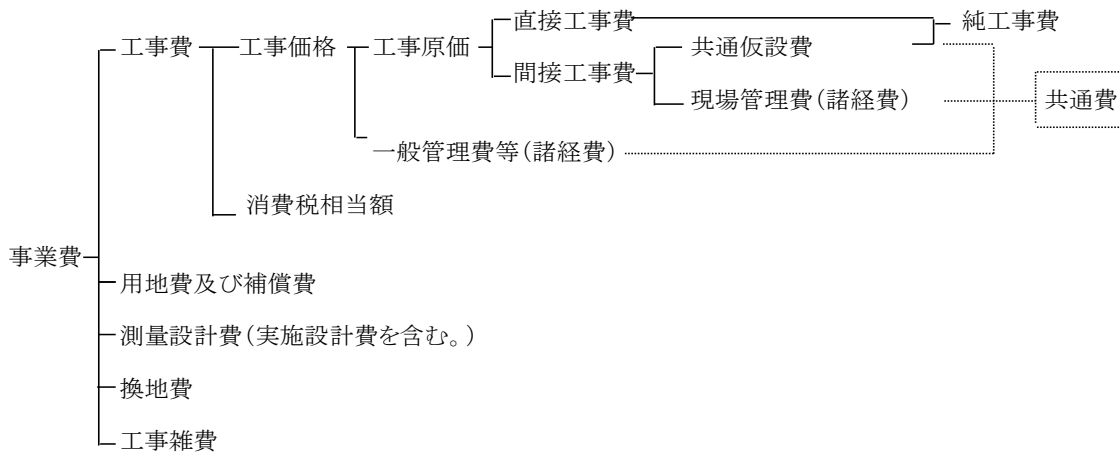 直接工事費 純工事費
工事費 工事価格 工事原価 共通仮設費
間接工事費
現場管理費(諸経費) 共通費
一般管理費等(諸経費)
消費税相当額
事業費
用地費及び補償費
測量設計費(実施設計費を含む。)
換地費
工事雑費